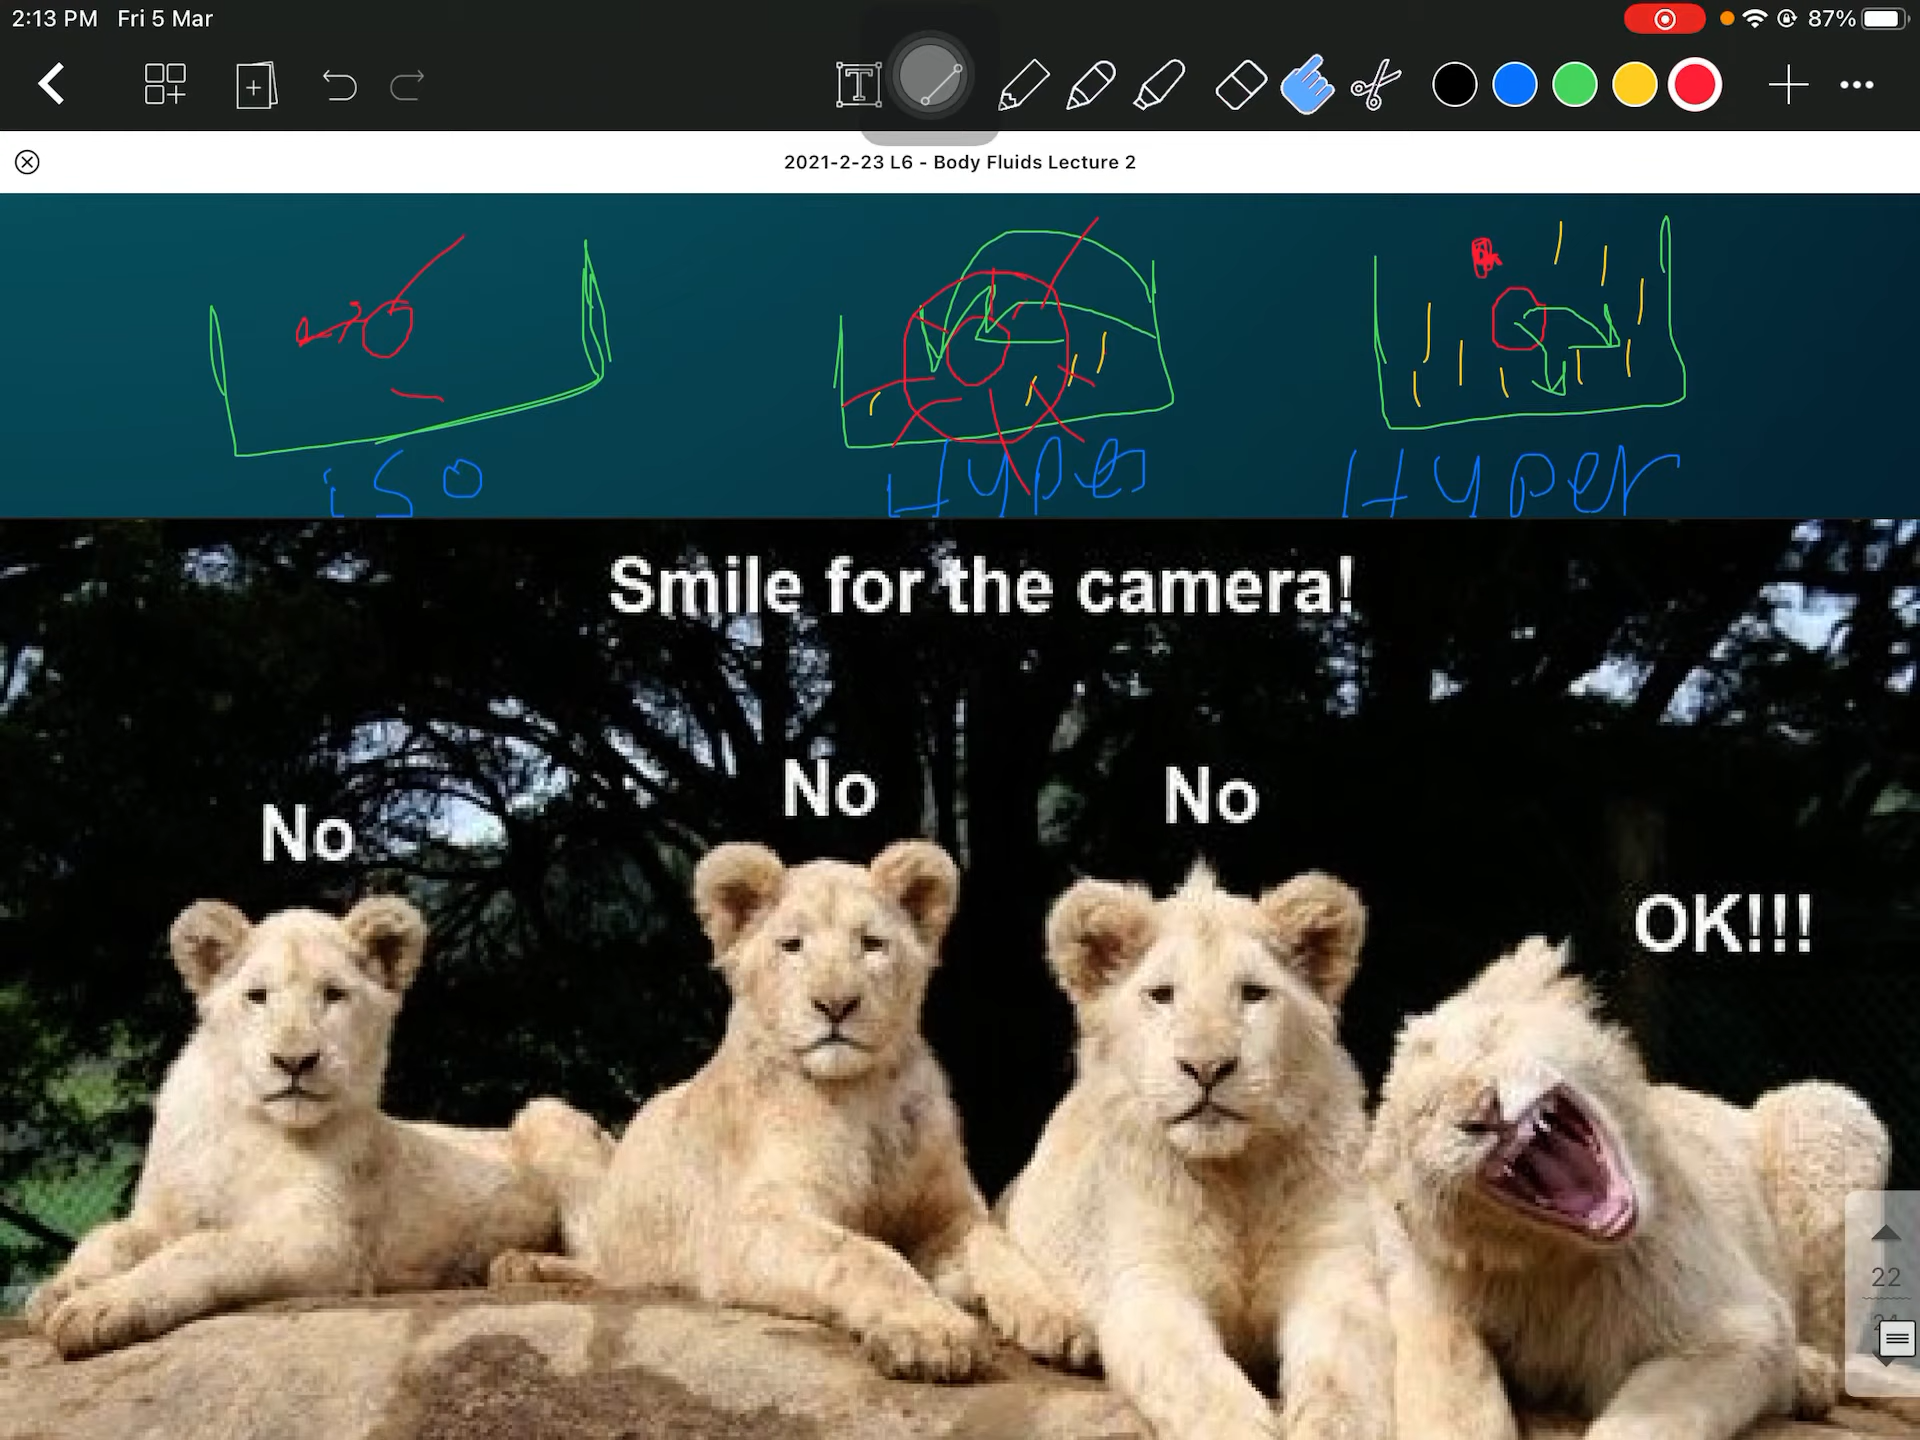 2:13 PM Fri 5 Mar 87%
T
2021-2-23 L6 - Body Fluids Lecture 2
iso Hyper
Smile for the camera!
No No No
OK!!!
22